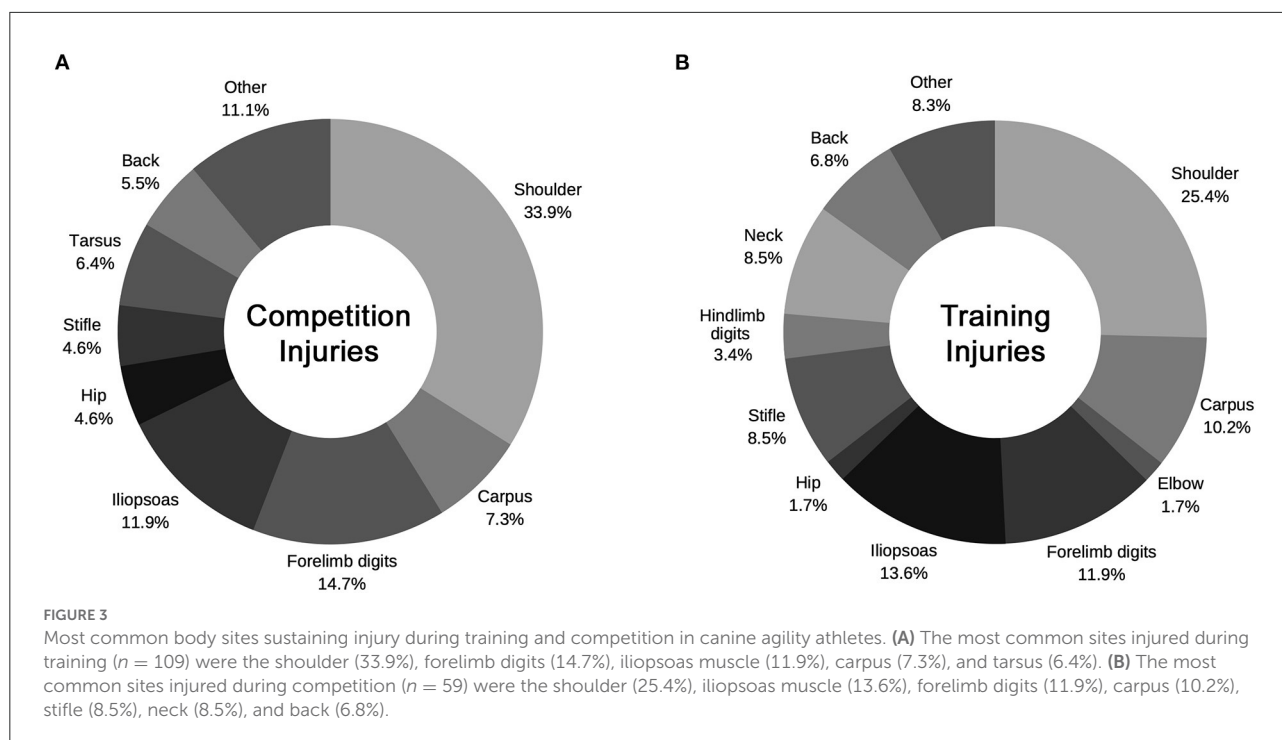 A
Other
11.1%
Back
5.5%
Tarsus
6.4%
Stifle
4.6%
Hip
4.6%
Iliopsoas
11.9%
Forelimb digits
14.7%
Carpus
7.3%
Shoulder
33.9%
Competition
Injuries
B
Other
8.3%
Back
6.8%
Neck
8.5%
Hindlimb
digits
3.4%
Stifle
8.5%
Hip
1.7%
Iliopsoas
13.6%
Forelimb digits
11.9%
Elbow
1.7%
Carpus
10.2%
Shoulder
25.4%
Training
Injuries
FIGURE 3
Most common body sites sustaining injury during training and competition in canine agility athletes. (A) The most common sites injured during
training (n = 109) were the shoulder (33.9%), forelimb digits (14.7%), iliopsoas muscle (11.9%), carpus (7.3%), and tarsus (6.4%). (B) The most
common sites injured during competition (n = 59) were the shoulder (25.4%), iliopsoas muscle (13.6%), forelimb digits (11.9%), carpus (10.2%),
stifle (8.5%), neck (8.5%), and back (6.8%).